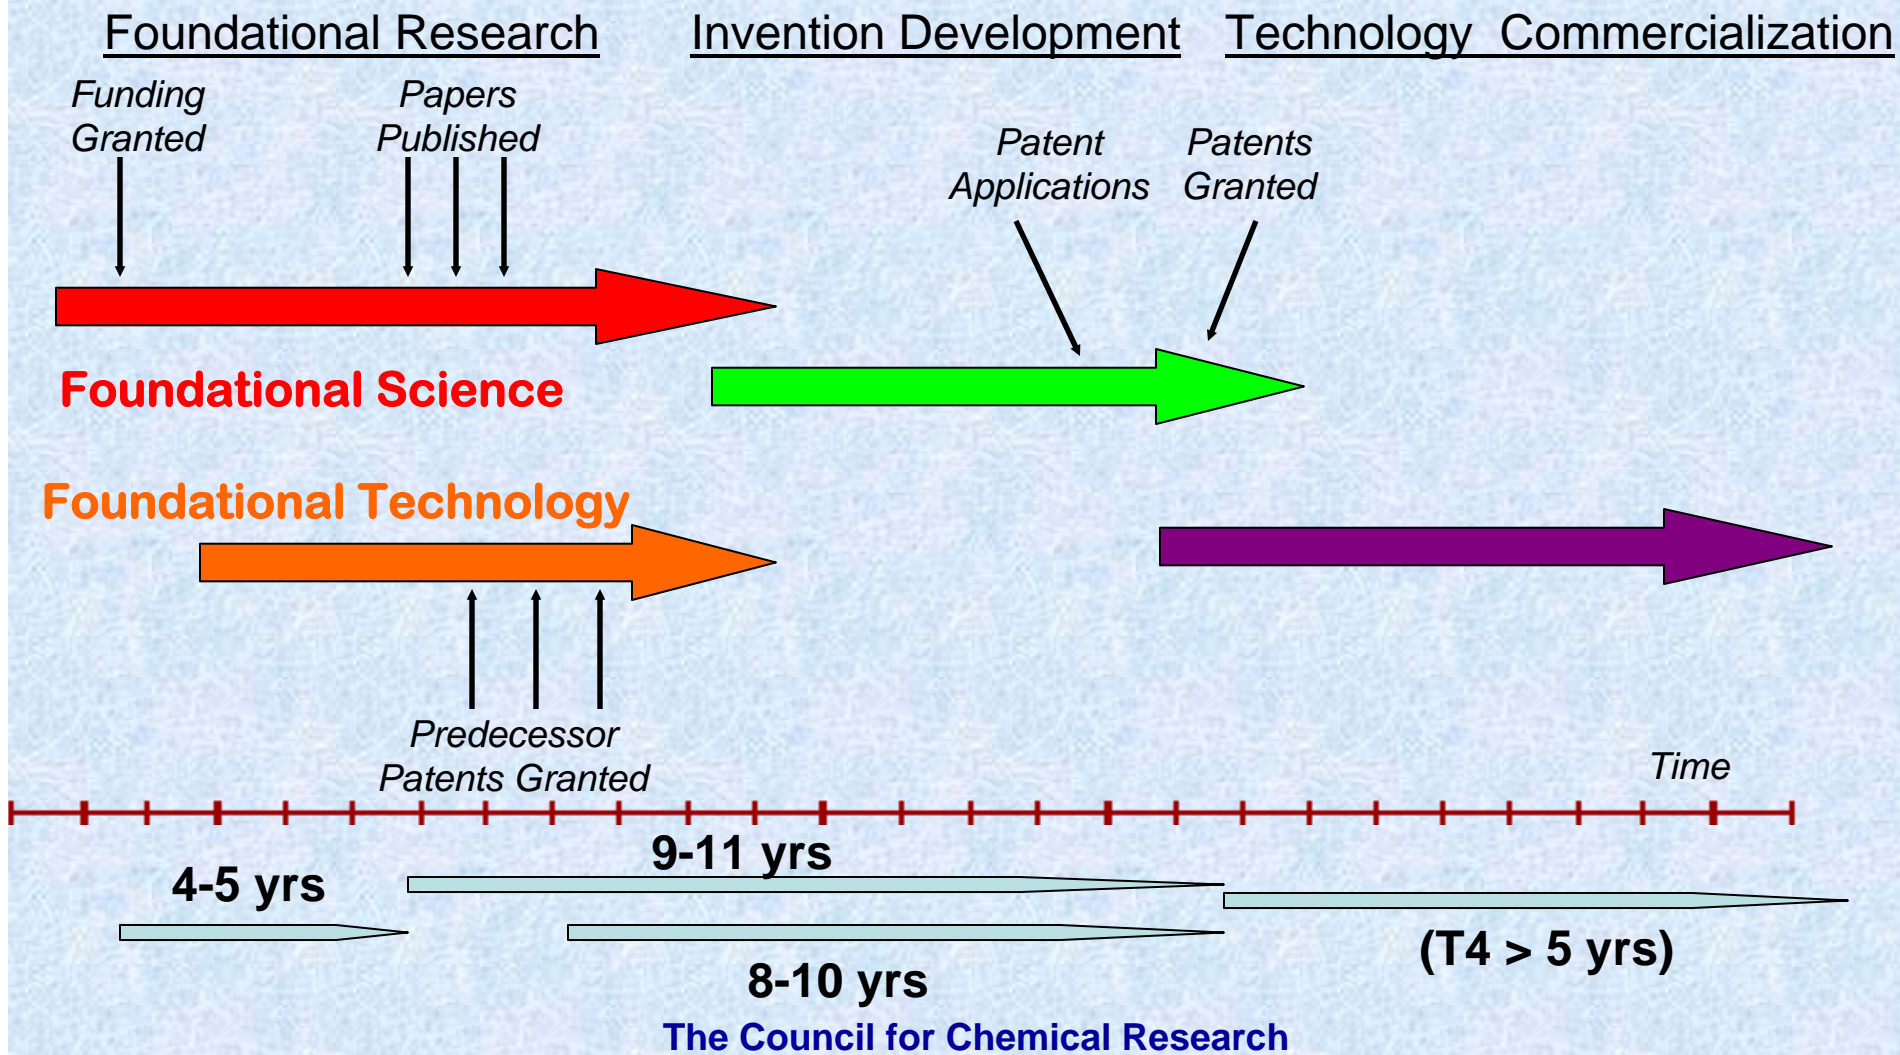 Foundational Research
Invention Development
Technology Commercialization
Funding
Granted
Papers
Published
Patent
Applications
Patents
Granted
Foundational Science
Foundational Technology
Predecessor
Patents Granted
Time
9-11 yrs
4-5 yrs
(T4 > 5 yrs)
8-10 yrs
The Council for Chemical Research